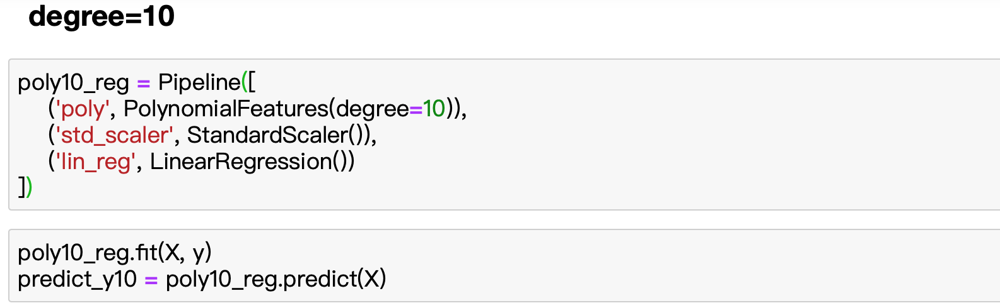 degree=10
poly10_reg = Pipeline([
    ('poly', PolynomialFeatures(degree=10)),
    ('std_scaler', StandardScaler()),
    ('lin_reg', LinearRegression())
])
poly10_reg.fit(X, y)
predict_y10 = poly10_reg.predict(X)